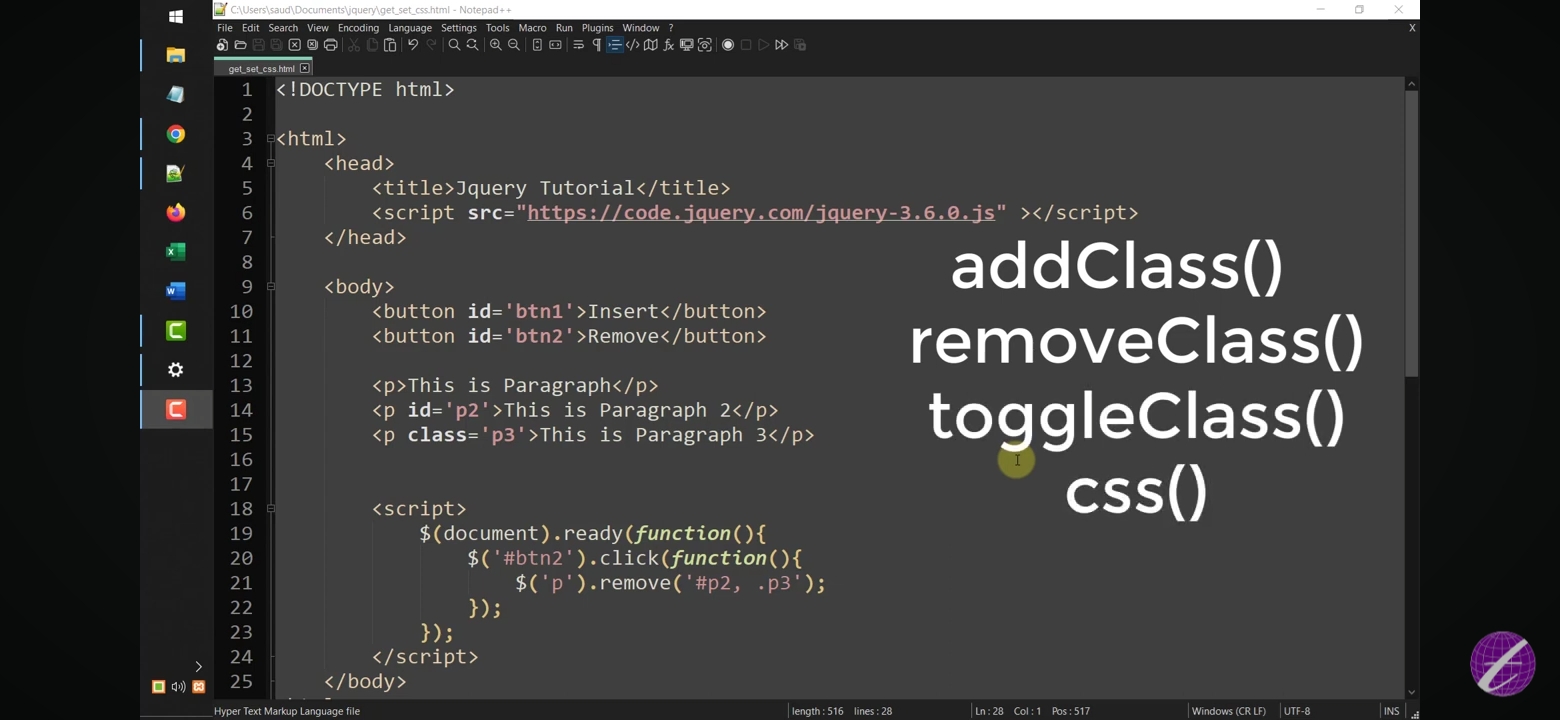 C:\Users\saud\Documents\jquery\get_set_css.html - Notepad++
File Edit Search View Encoding Language Settings Tools Macro Run Plugins Window ? X
get_set_css.html
1 <!DOCTYPE html>
2
3 <html>
4 <head>
5 <title>Jquery Tutorial</title>
6 <script src="https://code.jquery.com/jquery-3.6.0.js" ></script>
7 </head>
8
9 <body>
10 <button id='btn1'>Insert</button>
11 <button id='btn2'>Remove</button>
12
13 <p>This is Paragraph</p>
14 <p id='p2'>This is Paragraph 2</p>
15 <p class='p3'>This is Paragraph 3</p>
16
17
18 <script>
19 $(document).ready(function(){
20 $('#btn2').click(function(){
21 $('p').remove('#p2, .p3');
22 });
23 });
24 </script>
25 </body>
addClass()
removeClass()
toggleClass()
css()
Hyper Text Markup Language file length : 516 lines : 28 Ln : 28 Col : 1 Pos : 517 Windows (CR LF) UTF-8 INS